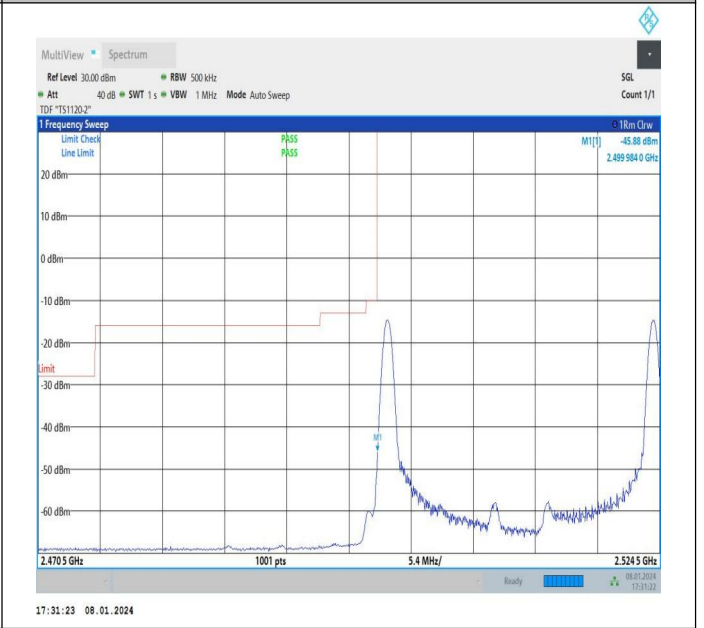 R&S
MultiView Spectrum
Ref Level 30.00 dBm RBW 500 kHz SGL
Att 40 dB SWT 1 s VBW 1 MHz Mode Auto Sweep Count 1/1
TDF "TS1120-2"
1 Frequency Sweep 1Rm Clrw
Limit Check PASS M1[1] -45.88 dBm
Line Limit PASS 2.499 984 0 GHz
20 dBm
10 dBm
0 dBm
-10 dBm
-20 dBm
Limit
-30 dBm
-40 dBm
M1
-50 dBm
-60 dBm
2.470 5 GHz 1001 pts 5.4 MHz/ 2.524 5 GHz
Ready 08.01.2024
17:31:22
17:31:23 08.01.2024